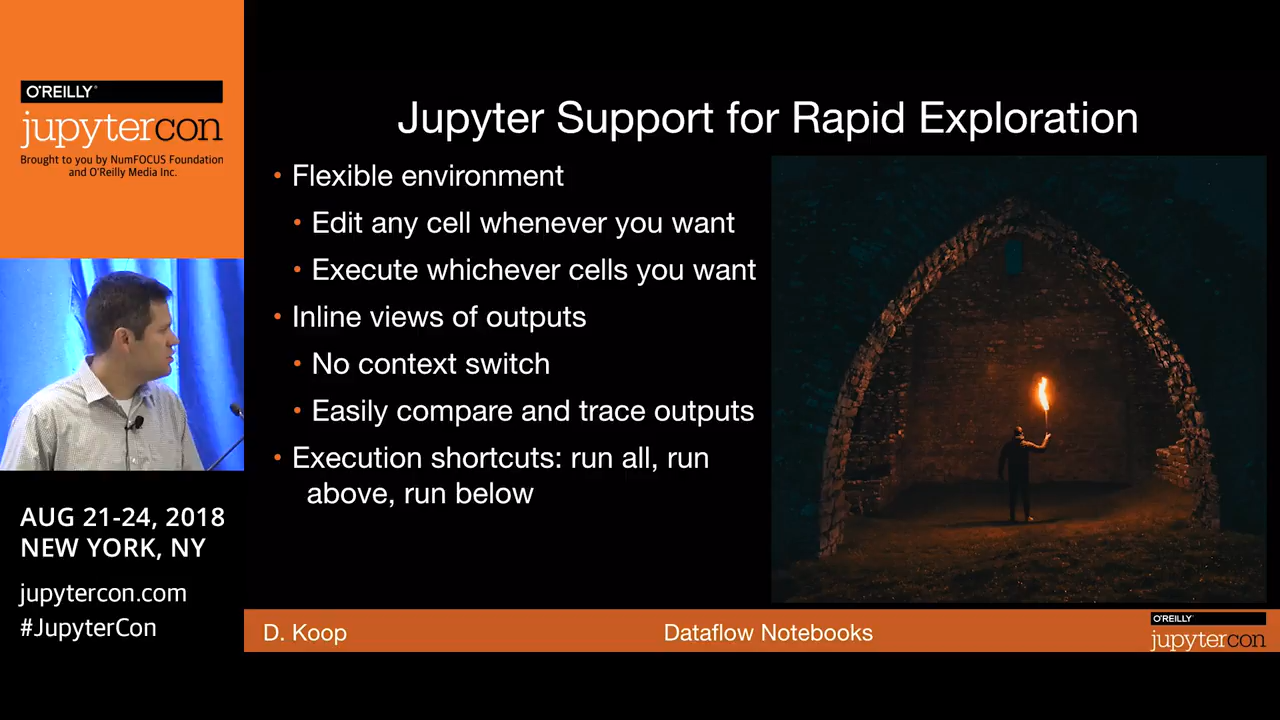 O'REILLY®
jupytercon
Brought to you by NumFOCUS Foundation
and O'Reilly Media Inc.
AUG 21-24, 2018
NEW YORK, NY
jupytercon.com
#JupyterCon
Jupyter Support for Rapid Exploration
• Flexible environment
• Edit any cell whenever you want
• Execute whichever cells you want
• Inline views of outputs
• No context switch
• Easily compare and trace outputs
• Execution shortcuts: run all, run
above, run below
D. Koop
Dataflow Notebooks
O'REILLY®
jupytercon